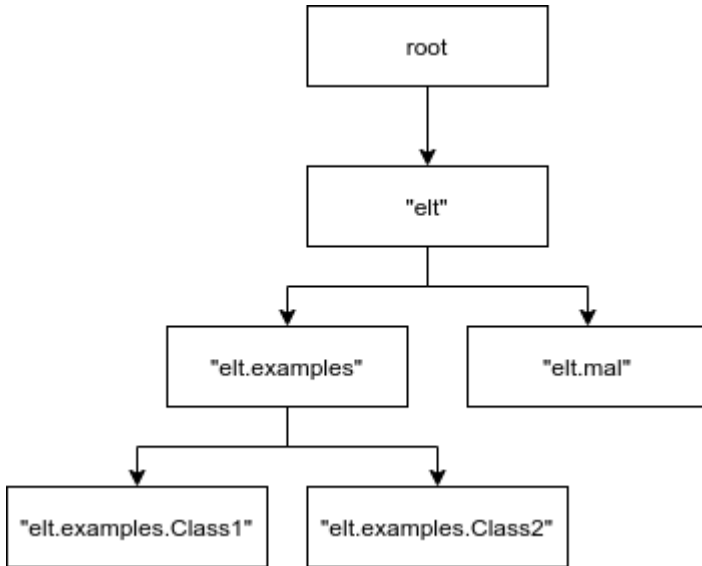 root
"elt"
"elt.examples"
"elt.mal"
"elt.examples.Class1"
"elt.examples.Class2"